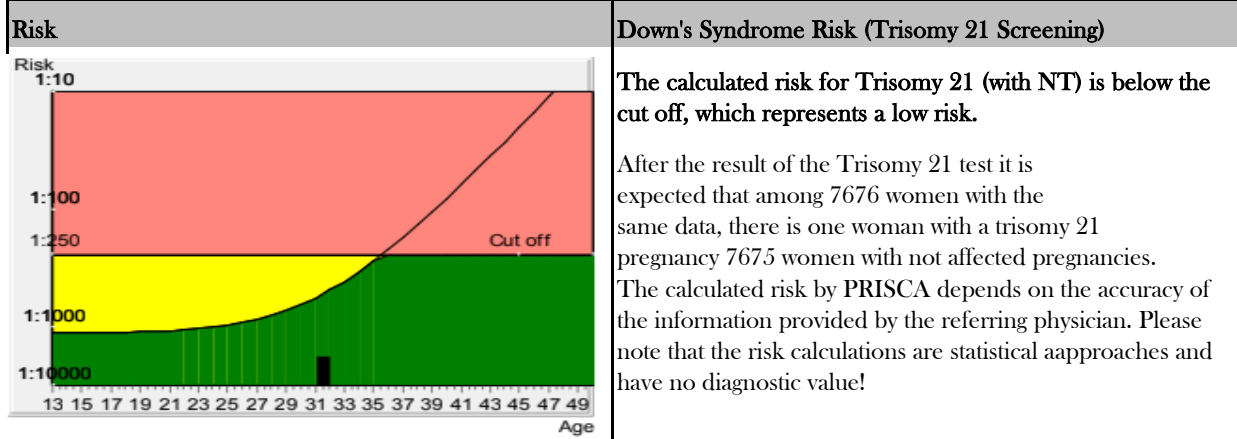 Risk
Down's Syndrome Risk (Trisomy 21 Screening)
Risk
1:10
1:100
1:250
Cut off
1:1000
1:10000
13 15 17 19 21 23 25 27 29 31 33 35 37 39 41 43 45 47 49
Age
The calculated risk for Trisomy 21 (with NT) is below the
cut off, which represents a low risk.
After the result of the Trisomy 21 test it is
expected that among 7676 women with the
same data, there is one woman with a trisomy 21
pregnancy 7675 women with not affected pregnancies.
The calculated risk by PRISCA depends on the accuracy of
the information provided by the referring physician. Please
note that the risk calculations are statistical aapproaches and
have no diagnostic value!